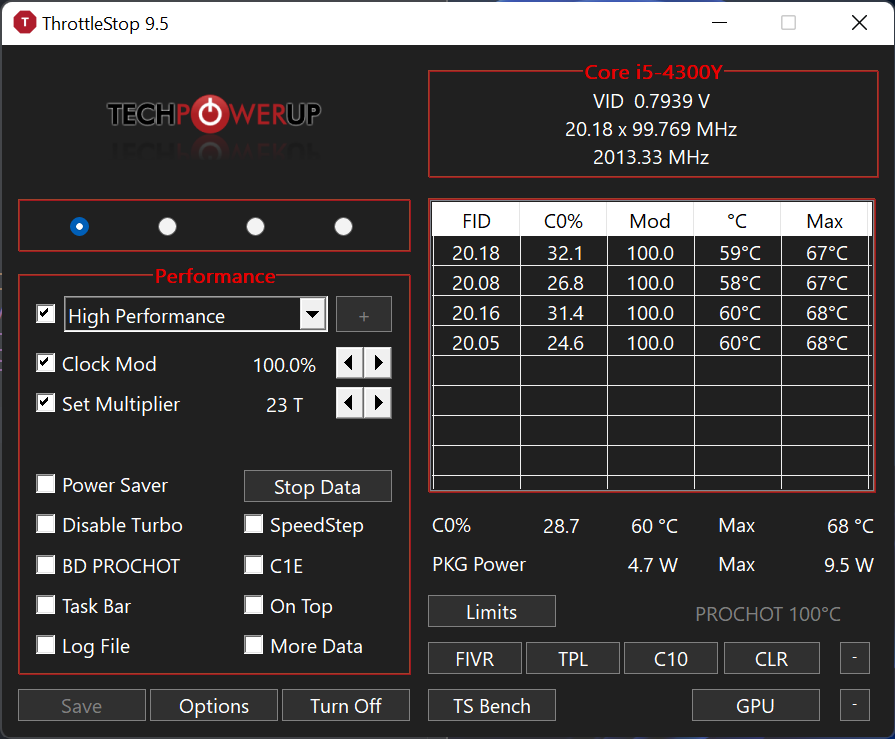 ThrottleStop 9.5
TECHPOWERUP
Core i5-4300Y
VID 0.7939 V
20.18 x 99.769 MHz
2013.33 MHz
Performance
High Performance +
Clock Mod 100.0%
Set Multiplier 23 T
Power Saver Stop Data
Disable Turbo SpeedStep
BD PROCHOT C1E
Task Bar On Top
Log File More Data
Save Options Turn Off
FID C0% Mod °C Max
20.18 32.1 100.0 59°C 67°C
20.08 26.8 100.0 58°C 67°C
20.16 31.4 100.0 60°C 68°C
20.05 24.6 100.0 60°C 68°C
C0% 28.7 60 °C Max 68 °C
PKG Power 4.7 W Max 9.5 W
Limits PROCHOT 100°C
FIVR TPL C10 CLR -
TS Bench GPU -